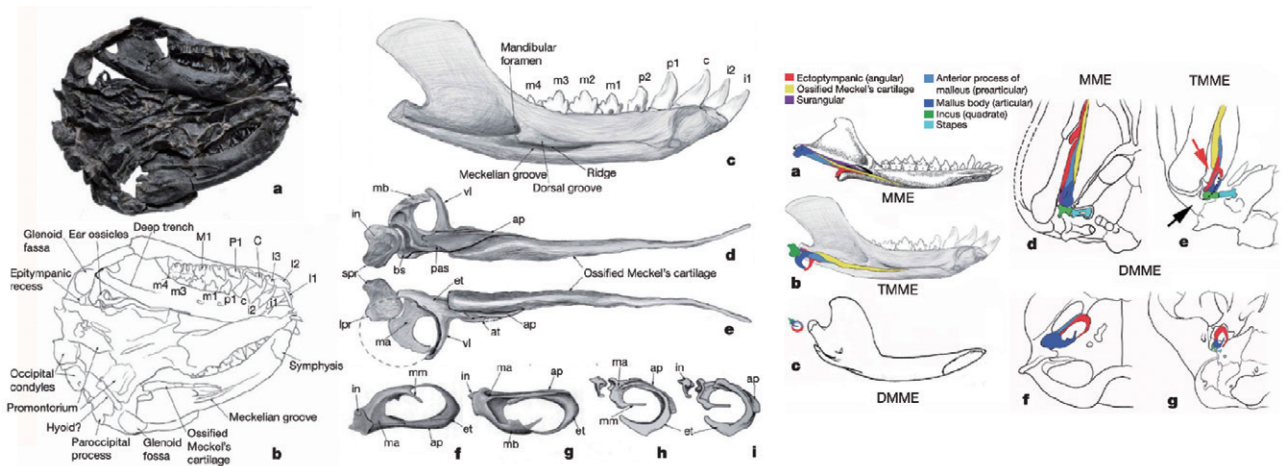 a
Glenoid
fassa
Ear ossicles
Deep trench
M1
P1
C
I3
I2
I1
Epitympanic
recess
m4
m3
m1
p1
c
i2
i1
Occipital
condyles
Promontorium
Hyoid?
Paroccipital
process
Glenoid
fossa
Ossified
Meckel's
cartilage
Meckelian groove
Symphysis
b
Mandibular
foramen
m4
m3
m2
m1
p2
p1
c
i2
i1
Meckelian groove
Dorsal groove
Ridge
c
mb
vl
in
ap
bs
pas
d
Ossified Meckel's cartilage
spr
et
lpr
ma
at
ap
vl
e
in
mm
ma
ap
et
f
in
ma
ap
mb
et
g
ma
ap
mm
et
h
ap
i
Ectoptympanic (angular)
Ossified Meckel's cartilage
Surangular
Anterior process of
malleus (prearticular)
Mallus body (articular)
Incus (quadrate)
Stapes
a
MME
b
TMME
c
DMME
MME
d
TMME
e
DMME
f
g